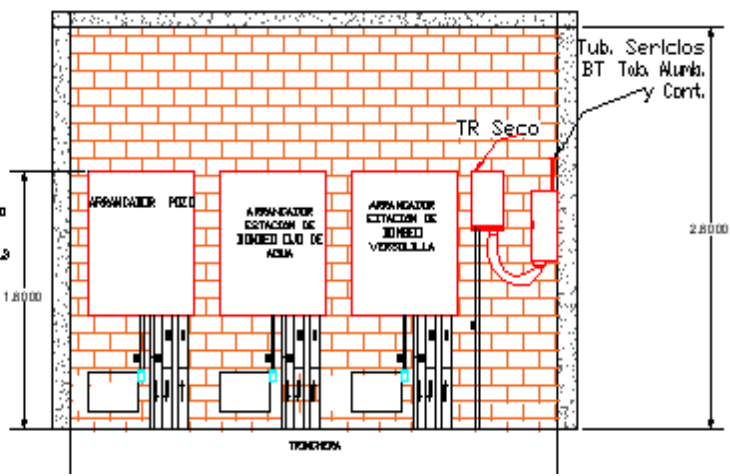 Tub. Sericios
BT Tab. Alumb.
y Cont.
TR Seco
ARRANCADOR POZO
ARRANCADOR
ESTACION DE
BOMBEO OJO DE
AGUA
ARRANCADOR
ESTACION DE
BOMBEO
VERSOLILLA
1.8000
2.8000
TRINCHERA